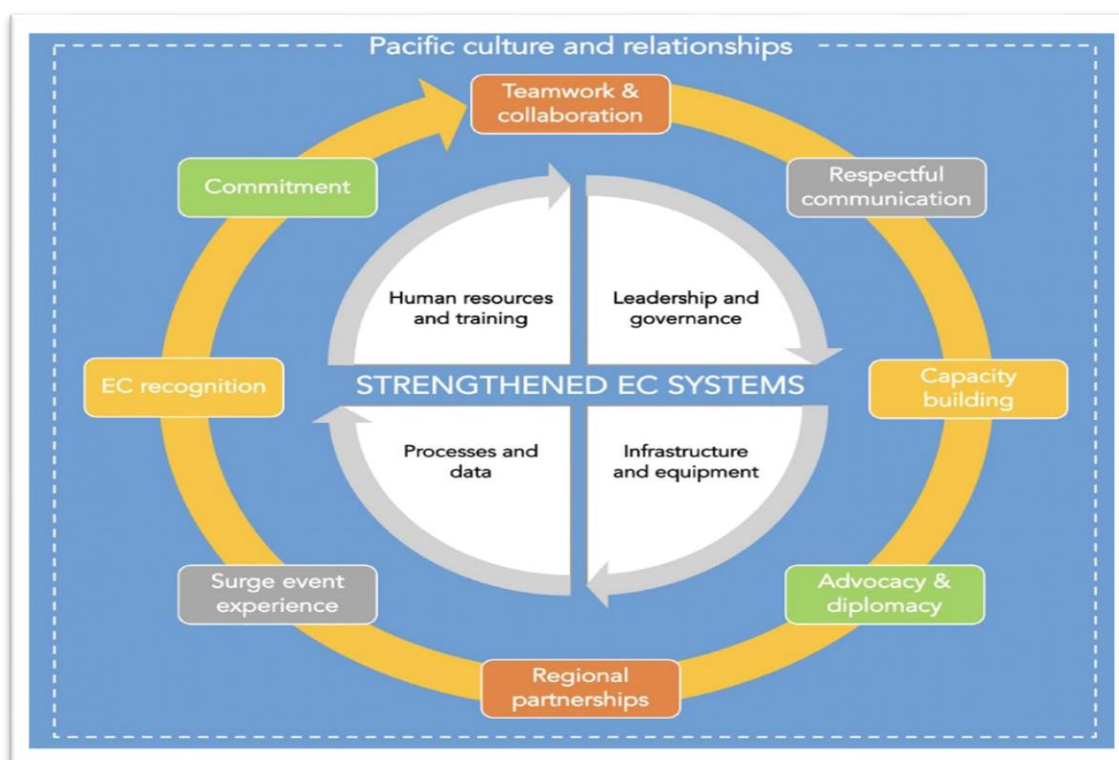 Pacific culture and relationships
Teamwork &
collaboration
Commitment
Respectful
communication
Human resources
and training
Leadership and
governance
EC recognition
STRENGTHENED EC SYSTEMS
Capacity
building
Processes and
data
Infrastructure
and equipment
Surge event
experience
Advocacy &
diplomacy
Regional
partnerships